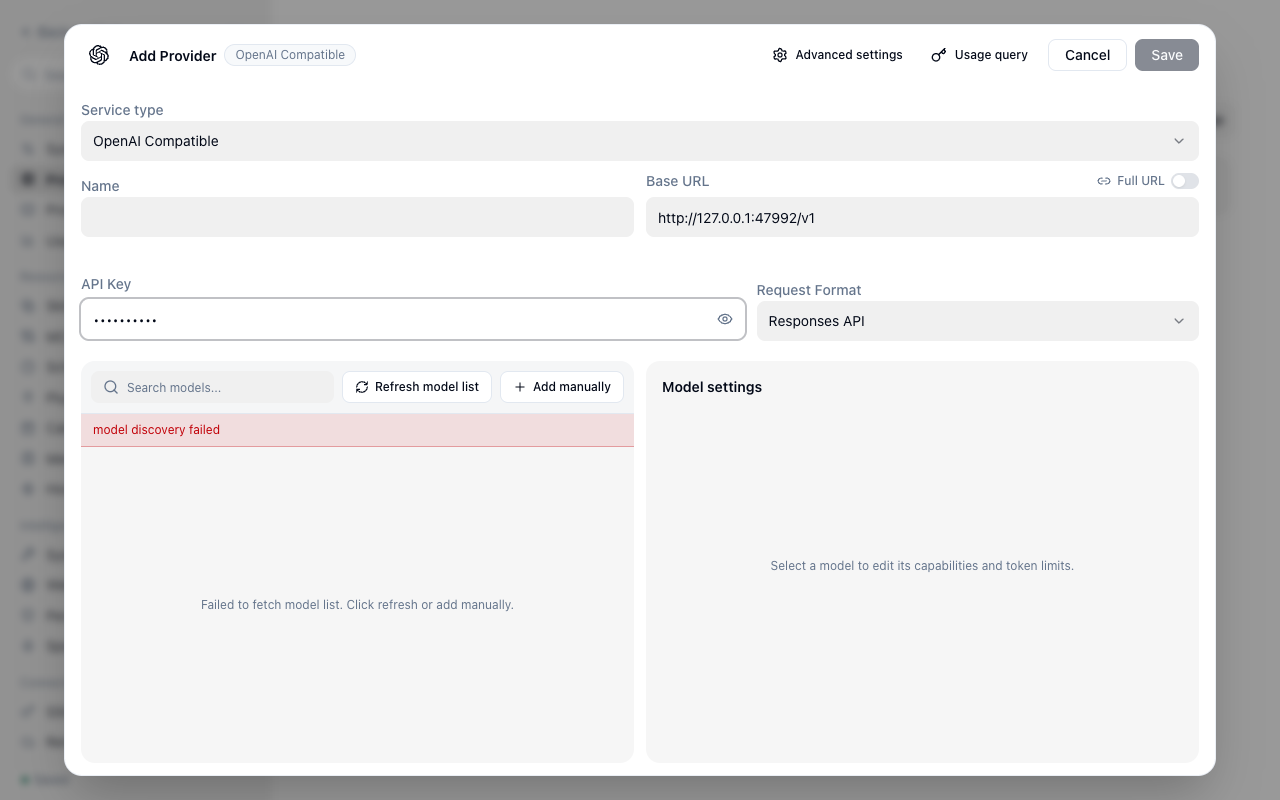 Add Provider
OpenAI Compatible
Advanced settings
Usage query
Cancel
Save
Service type
OpenAI Compatible
Name
Base URL
Full URL
http://127.0.0.1:47992/v1
API Key
••••••••••
Request Format
Responses API
Search models...
Refresh model list
Add manually
Model settings
model discovery failed
Select a model to edit its capabilities and token limits.
Failed to fetch model list. Click refresh or add manually.